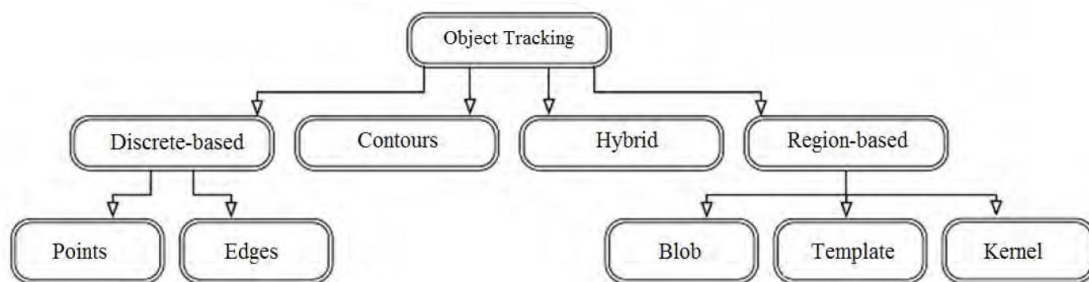 Object Tracking
Discrete-based
Contours
Hybrid
Region-based
Points
Edges
Blob
Template
Kernel